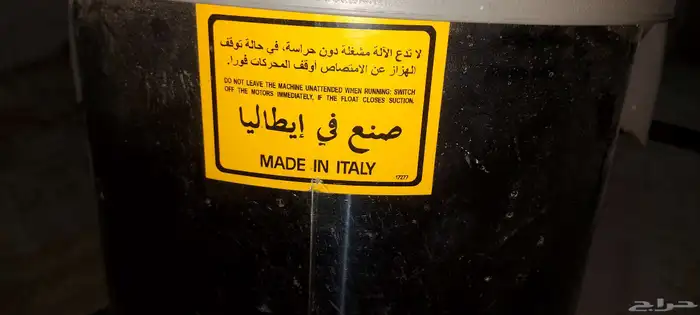 لا تدع الآلة مشغلة دون حراسة، في حالة توقف
الهزاز عن الامتصاص أوقف المحركات فورا.
DO NOT LEAVE THE MACHINE UNATTENDED WHEN RUNNING: SWITCH
OFF THE MOTORS IMMEDIATELY, IF THE FLOAT CLOSES SUCTION.
صنع في إيطاليا
MADE IN ITALY
17277
حراج